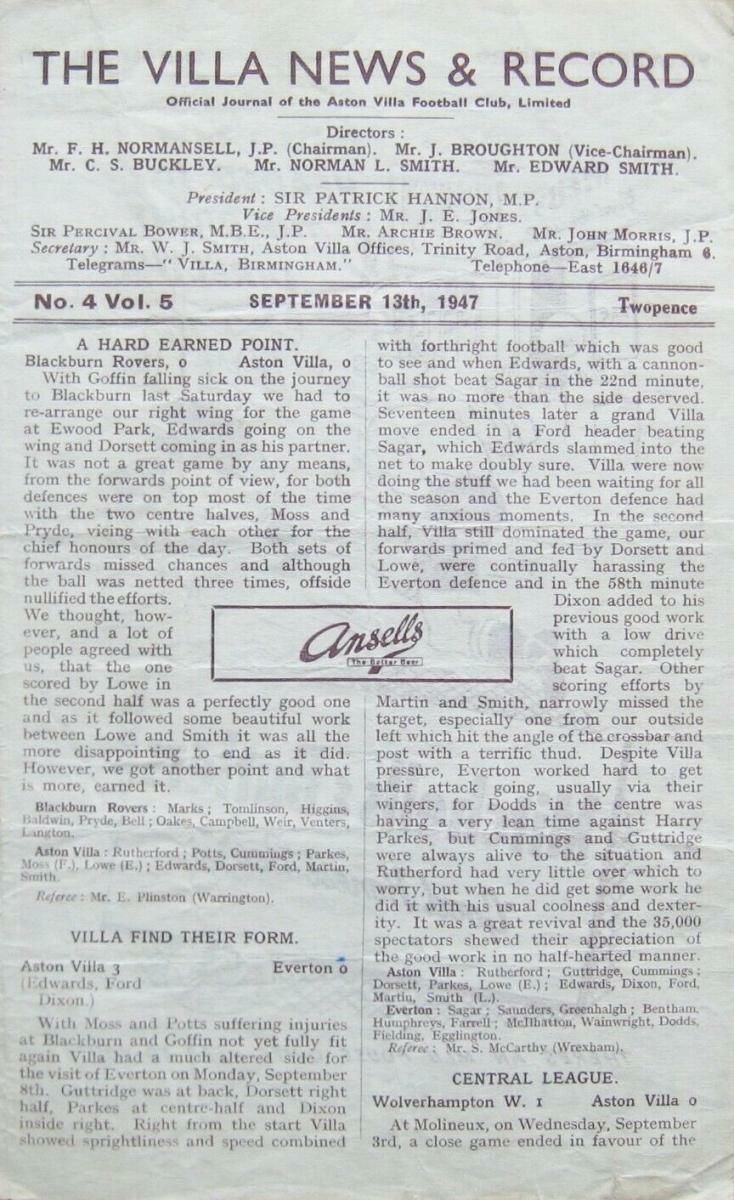 THE VILLA NEWS & RECORD
Official Journal of the Aston Villa Football Club, Limited
Directors :
Mr. F. H. NORMANSELL, J.P. (Chairman). Mr. J. BROUGHTON (Vice-Chairman).
Mr. C. S. BUCKLEY. Mr. NORMAN L. SMITH. Mr. EDWARD SMITH.
President : SIR PATRICK HANNON, M.P.
Vice Presidents : MR. J. E. JONES.
SIR PERCIVAL BOWER, M.B.E., J.P. MR. ARCHIE BROWN. MR. JOHN MORRIS, J.P.
Secretary : MR. W. J. SMITH, Aston Villa Offices, Trinity Road, Aston, Birmingham 6.
Telegrams—" VILLA, BIRMINGHAM." Telephone—East 1646/7
No. 4 Vol. 5 SEPTEMBER 13th, 1947 Twopence
A HARD EARNED POINT.
Blackburn Rovers, 0 Aston Villa, 0
With Goffin falling sick on the journey
to Blackburn last Saturday we had to
re-arrange our right wing for the game
at Ewood Park, Edwards going on the
wing and Dorsett coming in as his partner.
It was not a great game by any means,
from the forwards point of view, for both
defences were on top most of the time
with the two centre halves, Moss and
Pryde, vieing with each other for the
chief honours of the day. Both sets of
forwards missed chances and although
the ball was netted three times, offside
nullified the efforts.
We thought, how-
ever, and a lot of
people agreed with
us, that the one
scored by Lowe in
the second half was a perfectly good one
and as it followed some beautiful work
between Lowe and Smith it was all the
more disappointing to end as it did.
However, we got another point and what
is more, earned it.
Blackburn Rovers : Marks ; Tomlinson, Higgins,
Baldwin, Pryde, Bell ; Oakes, Campbell, Weir, Venters,
Langton.
Aston Villa : Rutherford ; Potts, Cummings ; Parkes,
Moss (F.), Lowe (E.) ; Edwards, Dorsett, Ford, Martin,
Smith.
Referee : Mr. E. Plinston (Warrington).
VILLA FIND THEIR FORM.
Aston Villa 3 Everton 0
(Edwards, Ford
Dixon.)
With Moss and Potts suffering injuries
at Blackburn and Goffin not yet fully fit
again Villa had a much altered side for
the visit of Everton on Monday, September
8th. Guttridge was at back, Dorsett right
half, Parkes at centre-half and Dixon
inside right. Right from the start Villa
showed sprightliness and speed combined
Ansells
The Better Beer
with forthright football which was good
to see and when Edwards, with a cannon-
ball shot beat Sagar in the 22nd minute,
it was no more than the side deserved.
Seventeen minutes later a grand Villa
move ended in a Ford header beating
Sagar, which Edwards slammed into the
net to make doubly sure. Villa were now
doing the stuff we had been waiting for all
the season and the Everton defence had
many anxious moments. In the second
half, Villa still dominated the game, our
forwards primed and fed by Dorsett and
Lowe, were continually harassing the
Everton defence and in the 58th minute
Dixon added to his
previous good work
with a low drive
which completely
beat Sagar. Other
scoring efforts by
Martin and Smith, narrowly missed the
target, especially one from our outside
left which hit the angle of the crossbar and
post with a terrific thud. Despite Villa
pressure, Everton worked hard to get
their attack going, usually via their
wingers, for Dodds in the centre was
having a very lean time against Harry
Parkes, but Cummings and Guttridge
were always alive to the situation and
Rutherford had very little over which to
worry, but when he did get some work he
did it with his usual coolness and dexter-
ity. It was a great revival and the 35,000
spectators shewed their appreciation of
the good work in no half-hearted manner.
Aston Villa : Rutherford ; Guttridge, Cummings ;
Dorsett, Parkes, Lowe (E.) ; Edwards, Dixon, Ford,
Martin, Smith (L.).
Everton : Sagar ; Saunders, Greenhalgh ; Bentham,
Humphreys, Farrell ; McIlhatton, Wainwright, Dodds,
Fielding, Egglington.
Referee : Mr. S. McCarthy (Wrexham).
CENTRAL LEAGUE.
Wolverhampton W. 1 Aston Villa 0
At Molineux, on Wednesday, September
3rd, a close game ended in favour of the